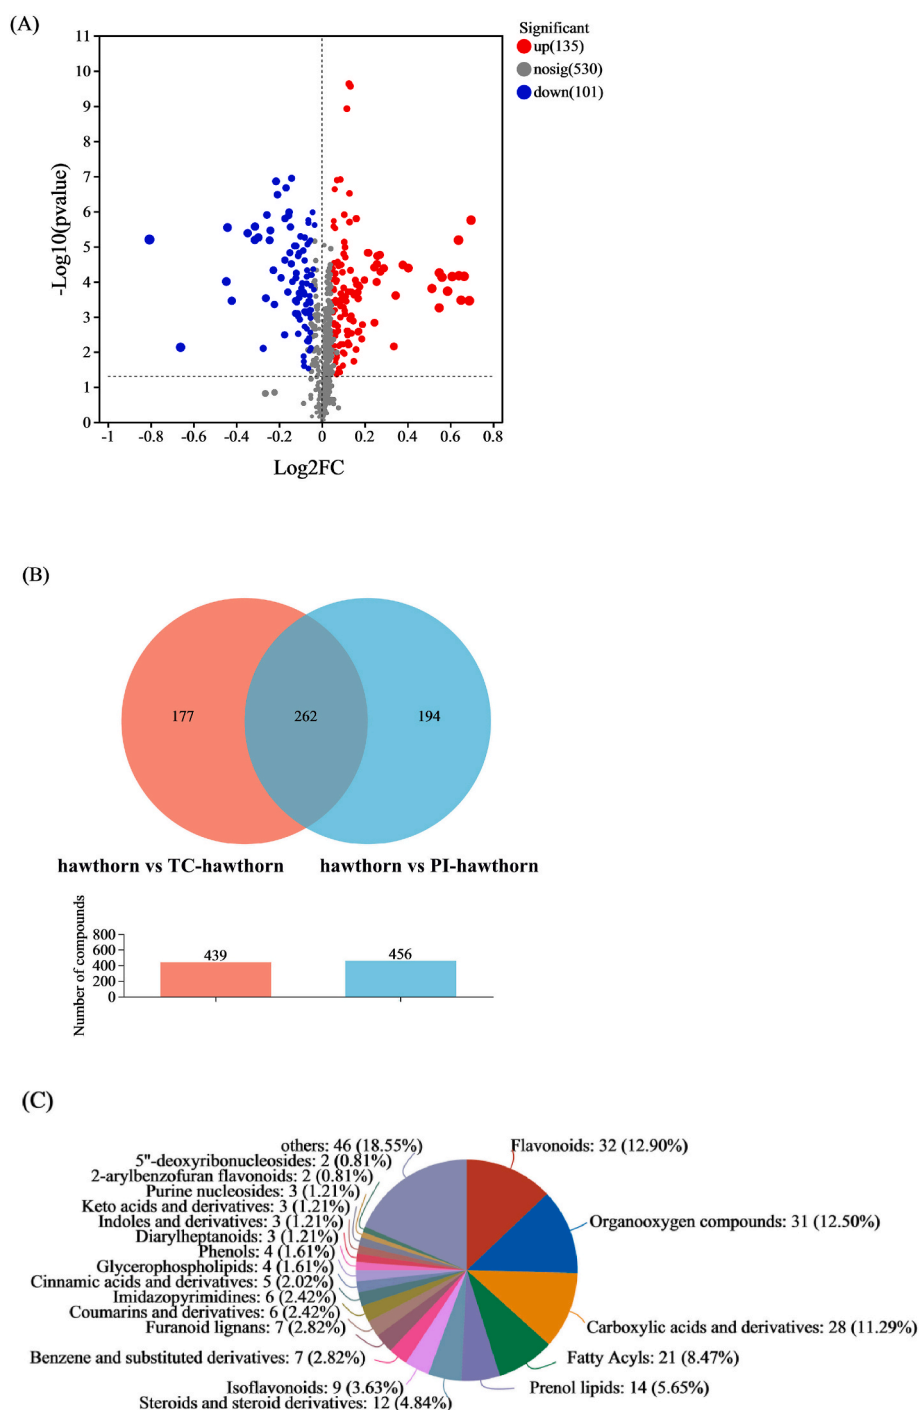 (A)
Significant
up(135)
nosig(530)
down(101)
11
10
9
8
7
6
5
4
3
2
1
0
-Log10(pvalue)
-1 -0.8 -0.6 -0.4 -0.2 0 0.2 0.4 0.6 0.8
Log2FC
(B)
177 262 194
hawthorn vs TC-hawthorn hawthorn vs PI-hawthorn
Number of compounds
800
600
400
200
0
439 456
(C)
others: 46 (18.55%)
5"-deoxyribonucleosides: 2 (0.81%)
2-arylbenzofuran flavonoids: 2 (0.81%)
Purine nucleosides: 3 (1.21%)
Keto acids and derivatives: 3 (1.21%)
Indoles and derivatives: 3 (1.21%)
Diarylheptanoids: 3 (1.21%)
Phenols: 4 (1.61%)
Glycerophospholipids: 4 (1.61%)
Cinnamic acids and derivatives: 5 (2.02%)
Imidazopyrimidines: 6 (2.42%)
Coumarins and derivatives: 6 (2.42%)
Furanoid lignans: 7 (2.82%)
Benzene and substituted derivatives: 7 (2.82%)
Isoflavonoids: 9 (3.63%)
Steroids and steroid derivatives: 12 (4.84%)
Flavonoids: 32 (12.90%)
Organooxygen compounds: 31 (12.50%)
Carboxylic acids and derivatives: 28 (11.29%)
Fatty Acyls: 21 (8.47%)
Prenol lipids: 14 (5.65%)